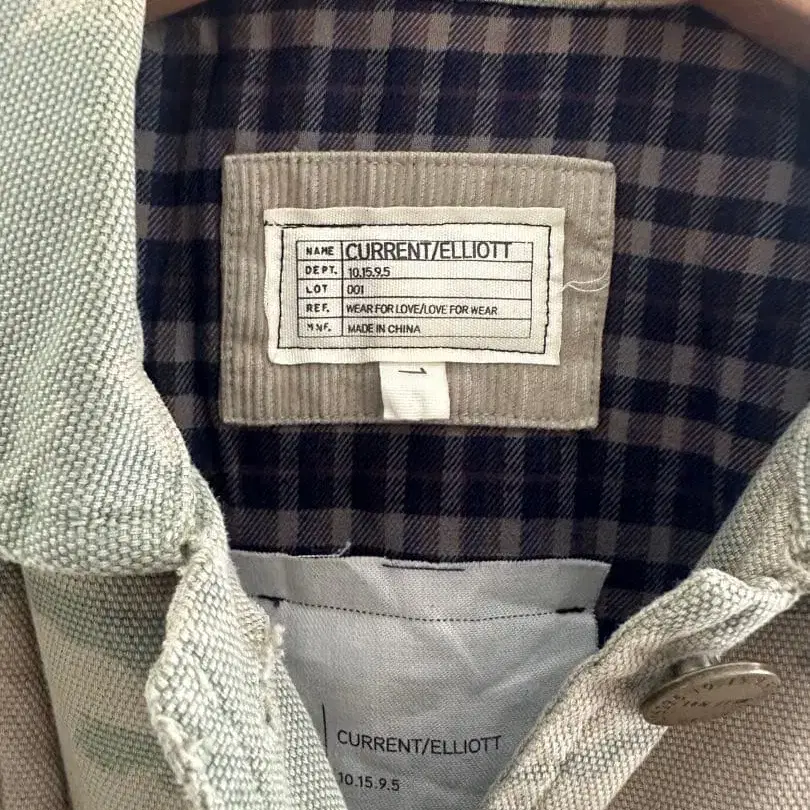 NAME CURRENT/ELLIOTT
DEPT. 10.15.9.5
LOT 001
REF. WEAR FOR LOVE/LOVE FOR WEAR
MNF. MADE IN CHINA
1
CURRENT/ELLIOTT
10.15.9.5